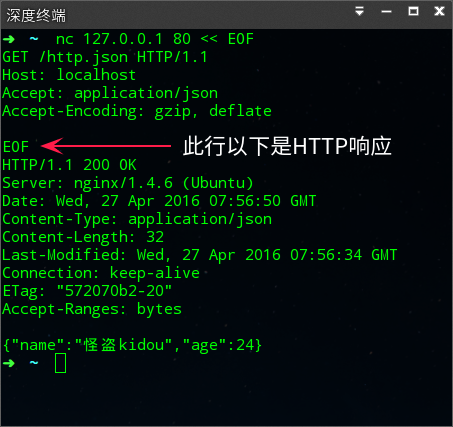 深度终端
➜ ~ nc 127.0.0.1 80 << EOF
GET /http.json HTTP/1.1
Host: localhost
Accept: application/json
Accept-Encoding: gzip, deflate
EOF
此行以下是HTTP响应
HTTP/1.1 200 OK
Server: nginx/1.4.6 (Ubuntu)
Date: Wed, 27 Apr 2016 07:56:50 GMT
Content-Type: application/json
Content-Length: 32
Last-Modified: Wed, 27 Apr 2016 07:56:34 GMT
Connection: keep-alive
ETag: "572070b2-20"
Accept-Ranges: bytes
{"name":"怪盗kidou","age":24}
➜ ~